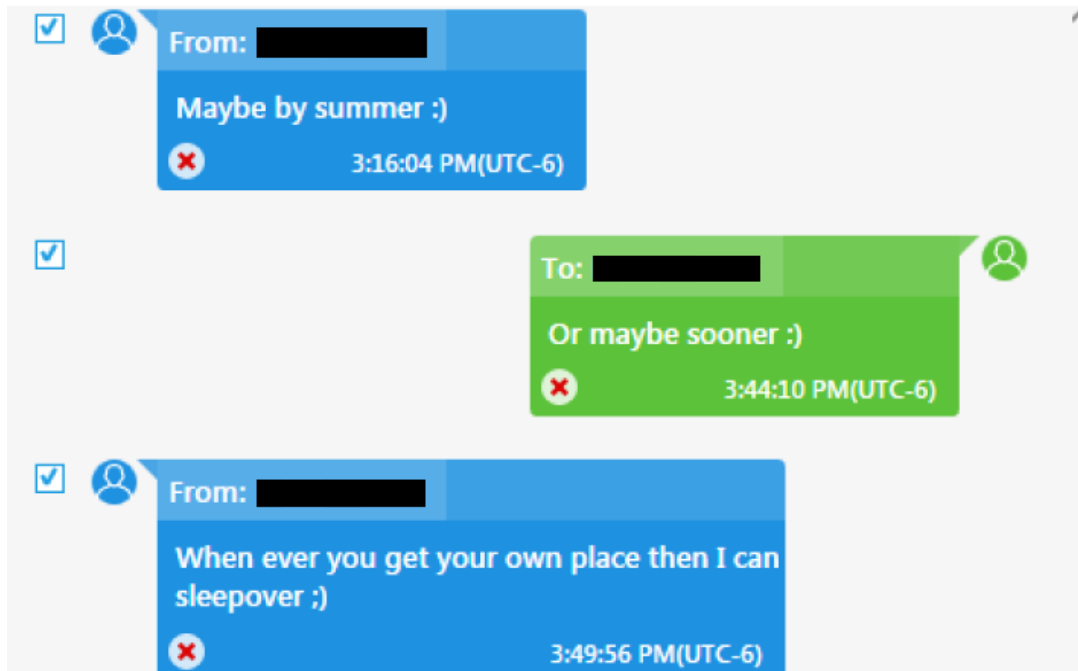 From:
Maybe by summer :)
3:16:04 PM(UTC-6)
To:
Or maybe sooner :)
3:44:10 PM(UTC-6)
From:
When ever you get your own place then I can
sleepover ;)
3:49:56 PM(UTC-6)